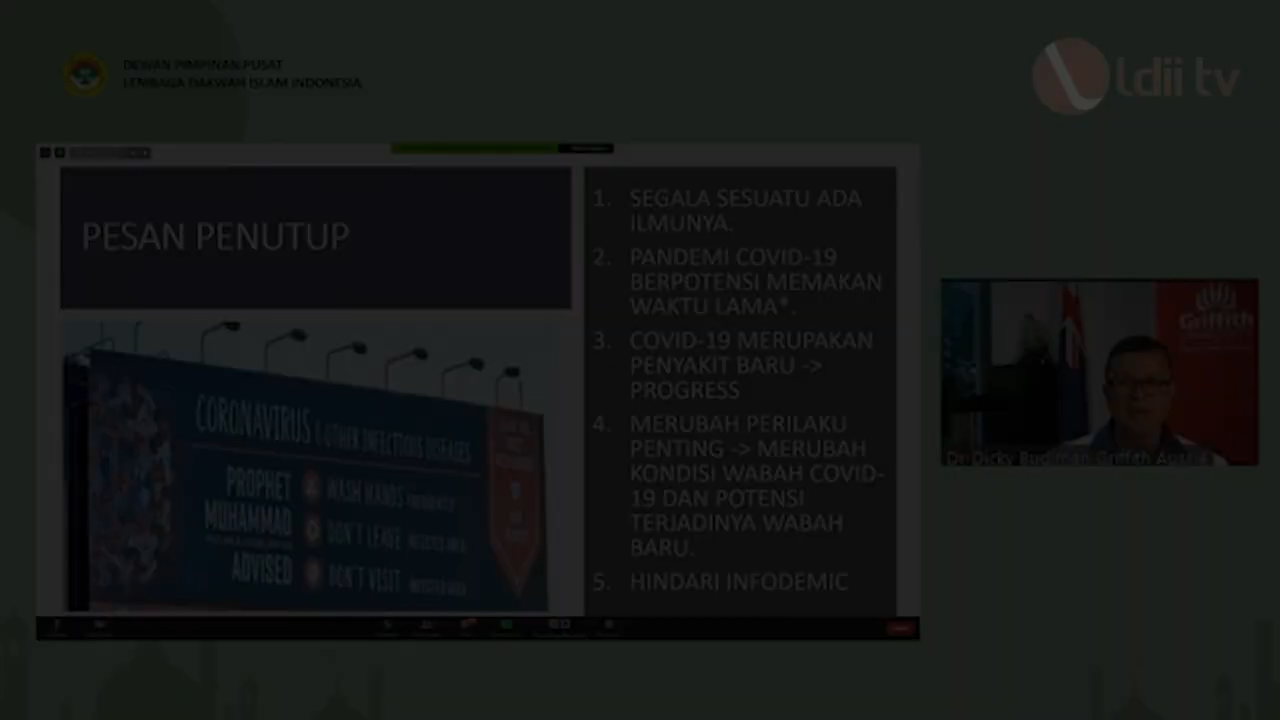 DEWAN PIMPINAN PUSAT
LEMBAGA DAKWAH ISLAM INDONESIA
ldii tv
PESAN PENUTUP
1. SEGALA SESUATU ADA
ILMUNYA.
2. PANDEMI COVID-19
BERPOTENSI MEMAKAN
WAKTU LAMA*.
3. COVID-19 MERUPAKAN
PENYAKIT BARU ->
PROGRESS
4. MERUBAH PERILAKU
PENTING -> MERUBAH
KONDISI WABAH COVID-
19 DAN POTENSI
TERJADINYA WABAH
BARU.
5. HINDARI INFODEMIC
CORONAVIRUS & OTHER INFECTIOUS DISEASES
PROPHET
MUHAMMAD
ADVISED
WASH HANDS
DON'T LEAVE
DON'T VISIT
Griffith
Dr Dicky Budiman Griffith